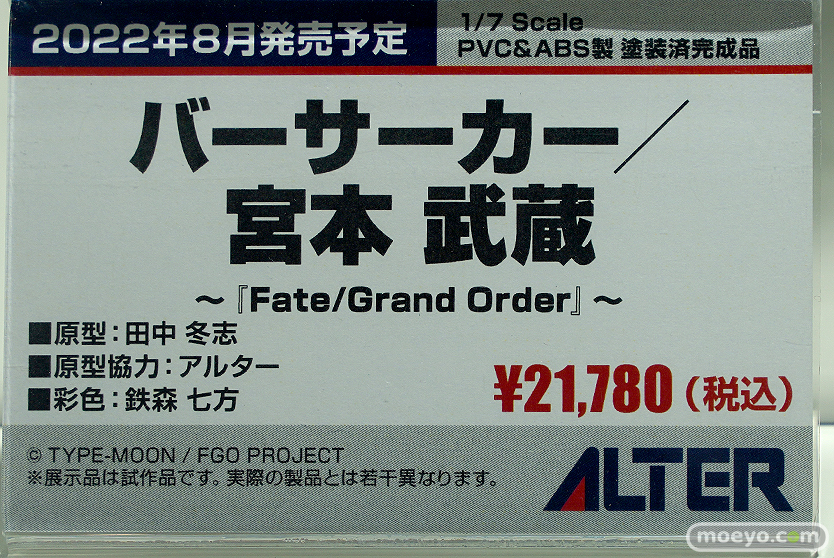 2022年8月発売予定
1/7 Scale
PVC&ABS製 塗装済完成品
バーサーカー／
宮本 武蔵
～『Fate/Grand Order』～
■原型：田中 冬志
■原型協力：アルター
■彩色：鉄森 七方
¥21,780（税込）
© TYPE-MOON / FGO PROJECT
※展示品は試作品です。実際の製品とは若干異なります。
ALTER
moeyo.com